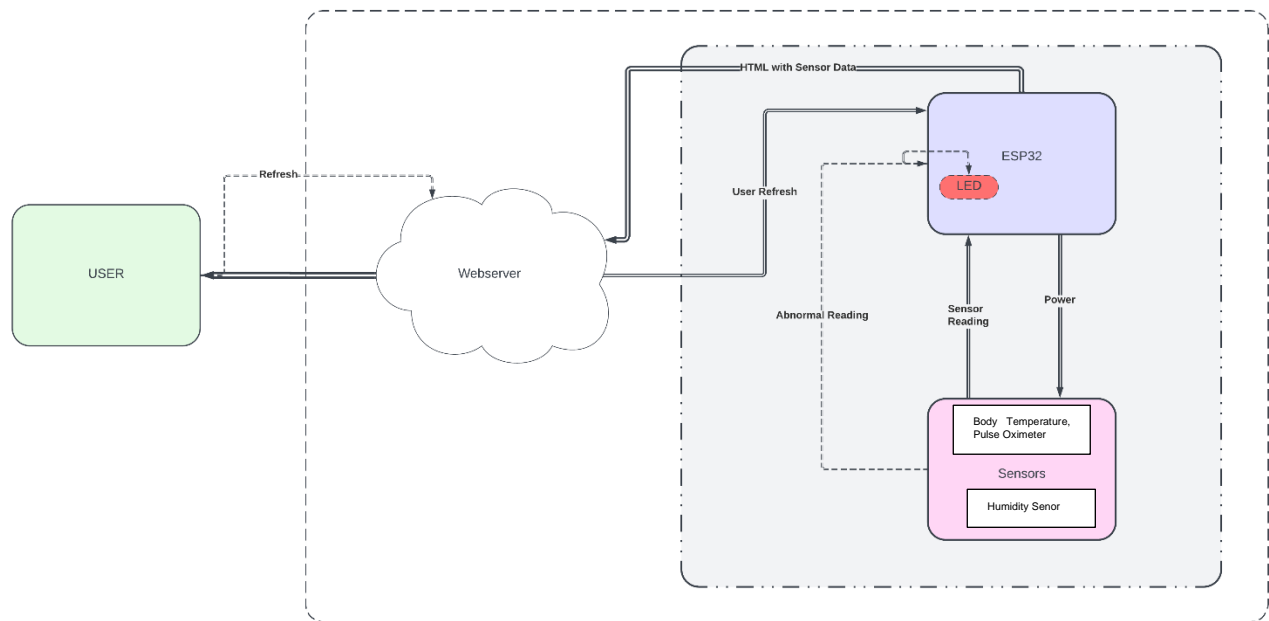 HTML with Sensor Data
ESP32
Refresh
LED
User Refresh
USER
Webserver
Abnormal Reading
Sensor
Reading
Power
Body Temperature,
Pulse Oximeter
Sensors
Humidity Senor